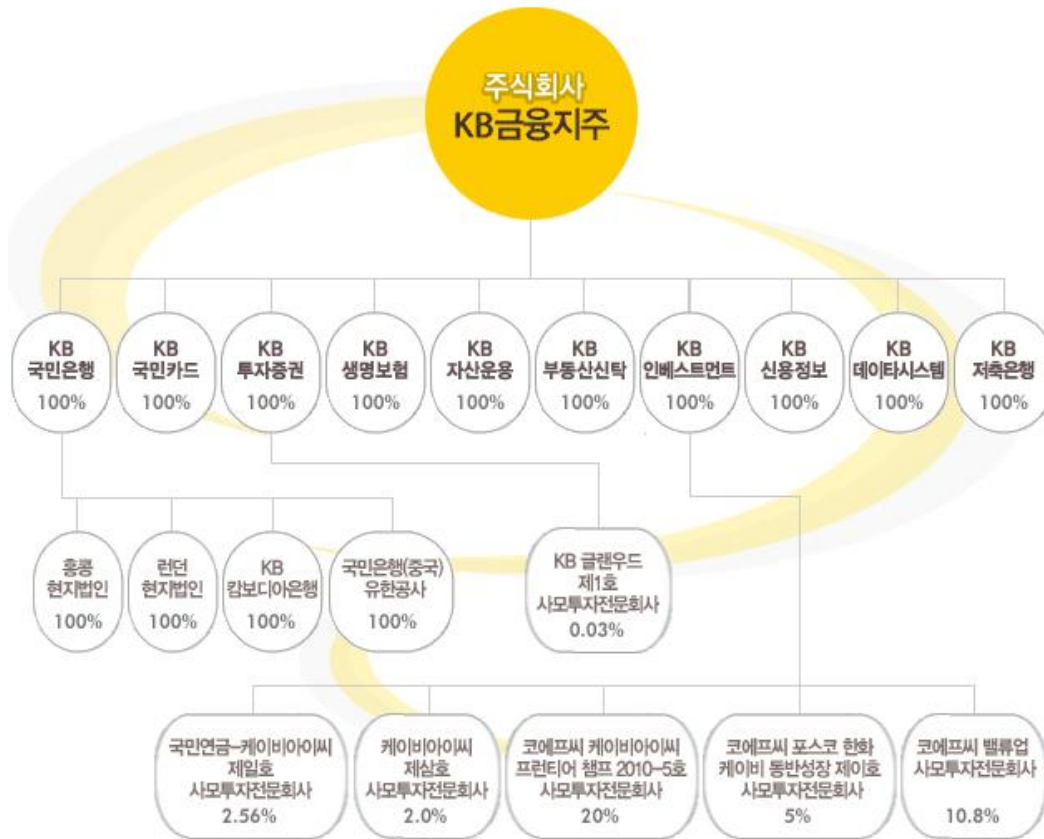 주식회사
KB금융지주
KB
국민은행
100%
KB
국민카드
100%
KB
투자증권
100%
KB
생명보험
100%
KB
자산운용
100%
KB
부동산신탁
100%
KB
인베스트먼트
100%
KB
신용정보
100%
KB
데이타시스템
100%
KB
저축은행
100%
홍콩
현지법인
100%
런던
현지법인
100%
KB
캄보디아은행
100%
국민은행(중국)
유한공사
100%
KB 글랜우드
제1호
사모투자전문회사
0.03%
국민연금-케이비아이씨
제일호
사모투자전문회사
2.56%
케이비아이씨
제삼호
사모투자전문회사
2.0%
코에프씨 케이비아이씨
프런티어 챔프 2010-5호
사모투자전문회사
20%
코에프씨 포스코 한화
케이비 동반성장 제이호
사모투자전문회사
5%
코에프씨 밸류업
사모투자전문회사
10.8%